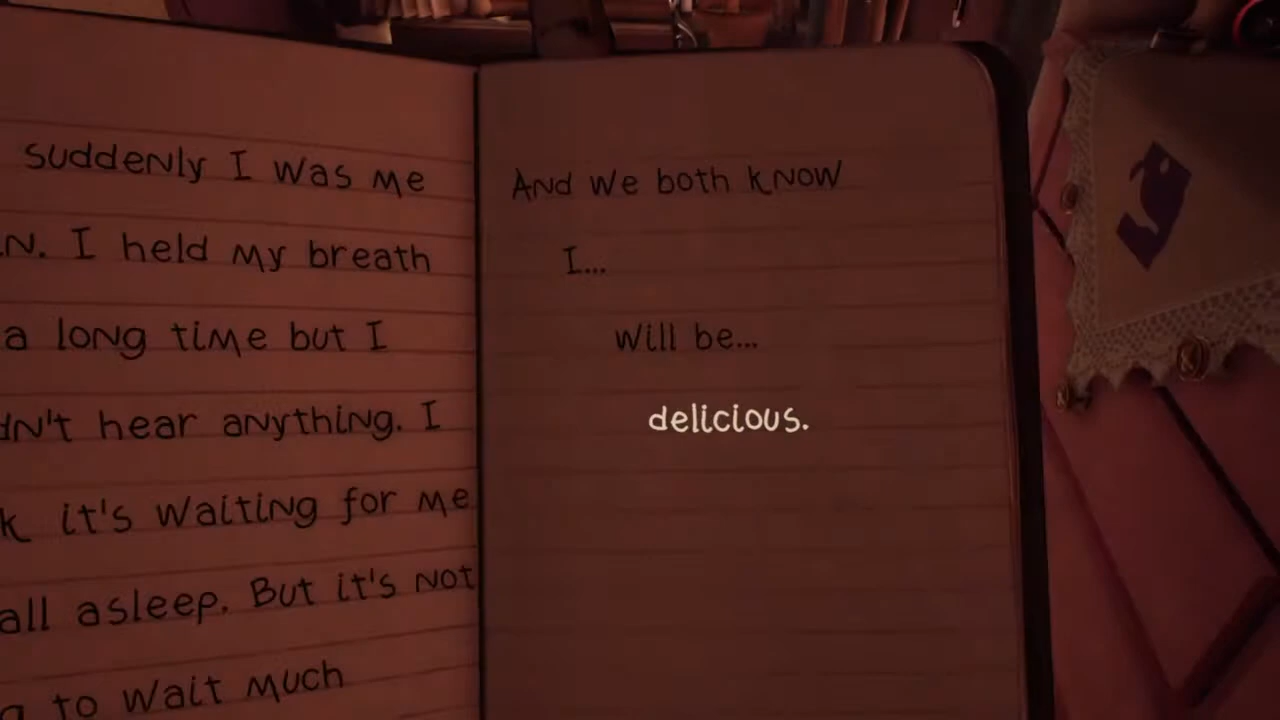 suddenly I was me
N. I held my breath
a long time but I
dn't hear anything. I
k it's waiting for me
all asleep. But it's not
g to wait much
And we both know
I...
will be...
delicious.